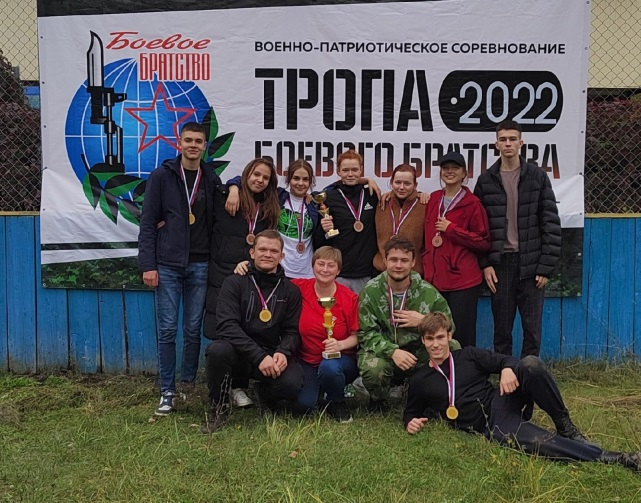 Боевое
БРАТСТВО
ВОЕННО-ПАТРИОТИЧЕСКОЕ СОРЕВНОВАНИЕ
ТРОПА 2022
БОЕВОГО БРАТСТВА